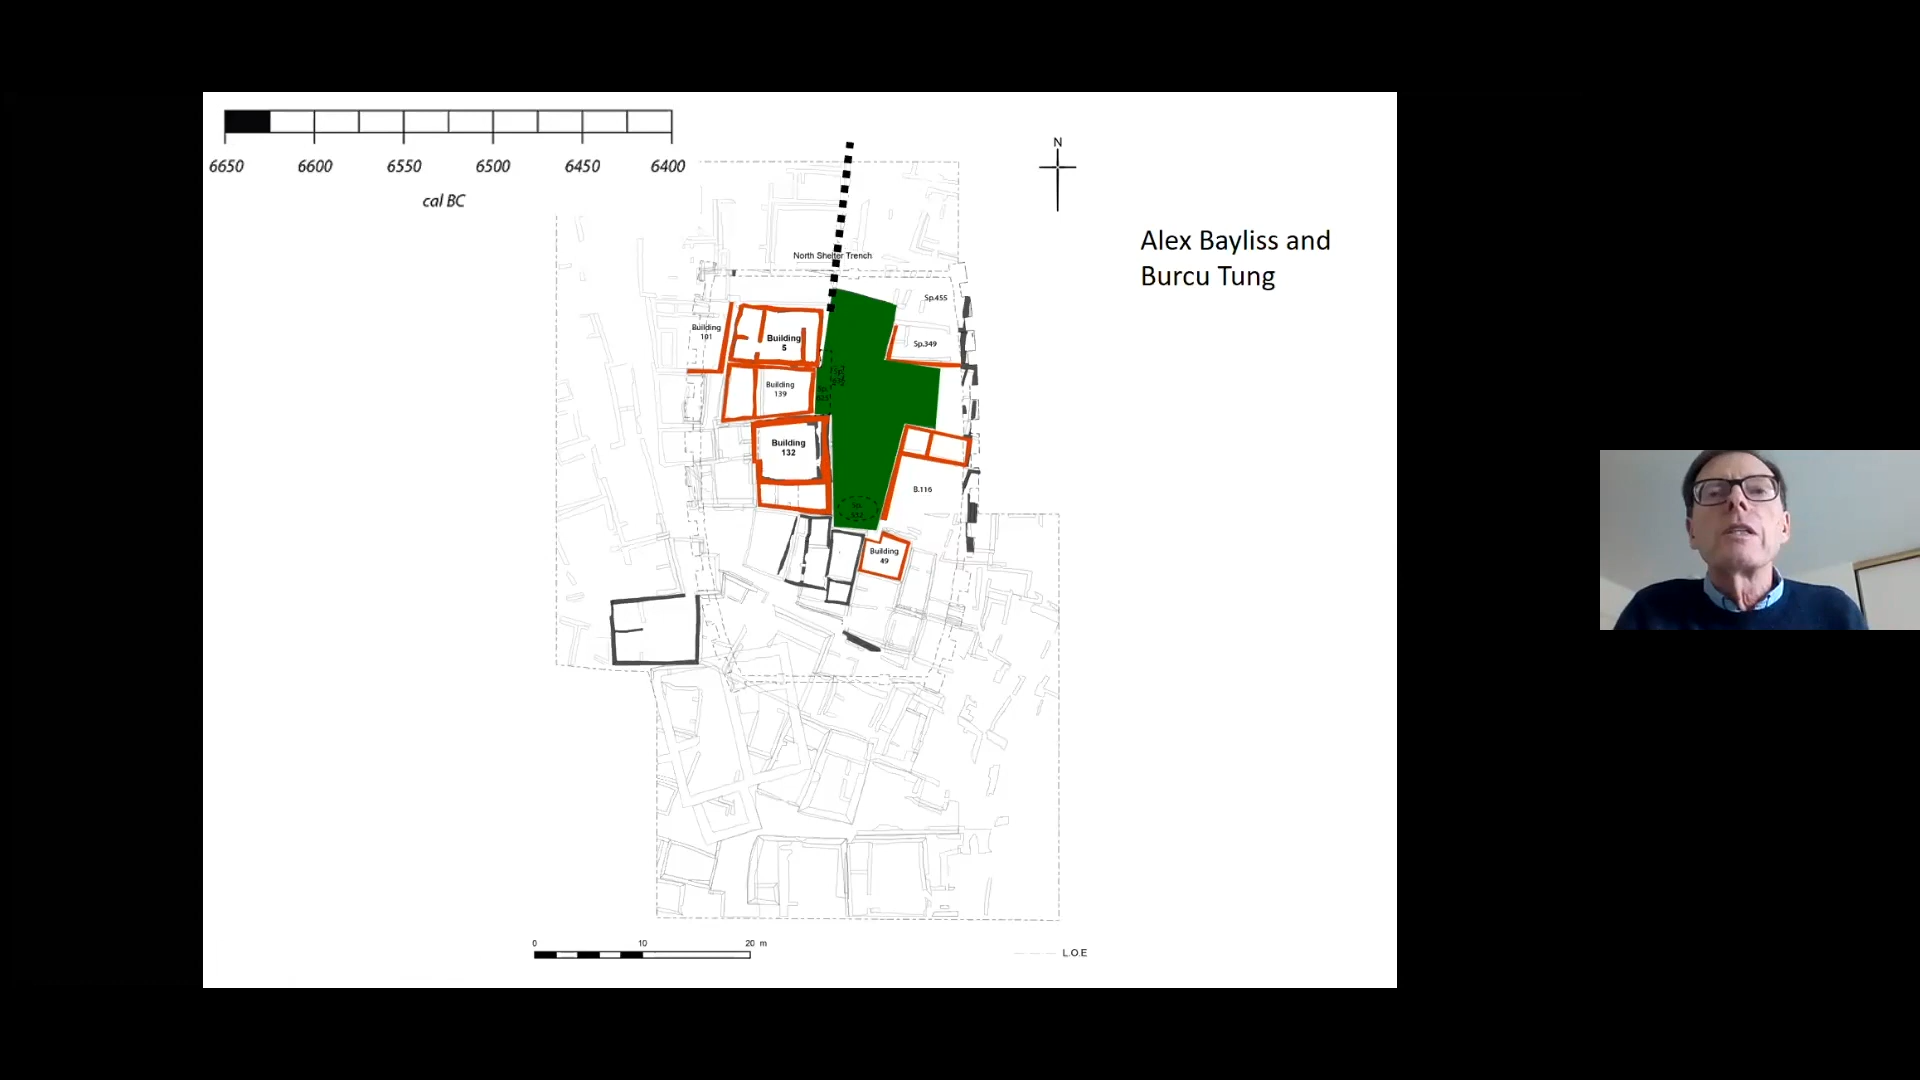 6650 6600 6550 6500 6450 6400
cal BC
N
Alex Bayliss and
Burcu Tung
North Shelter Trench
Sp.455
Building
101
Building
5
Sp.349
Building
139
Building
132
B.116
Building
49
0 10 20 m
L.O.E